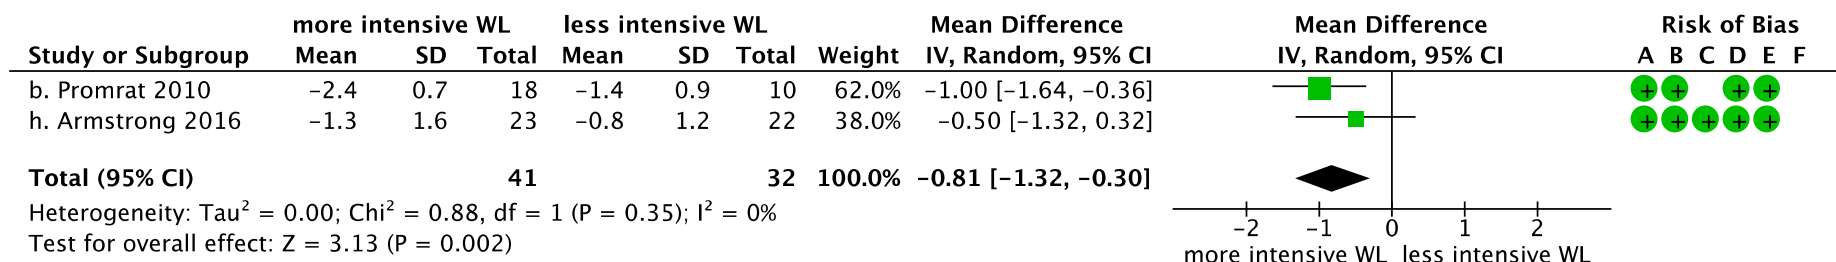 more intensive WL less intensive WL Mean Difference Mean Difference Risk of Bias
Study or Subgroup Mean SD Total Mean SD Total Weight IV, Random, 95% CI IV, Random, 95% CI A B C D E F
b. Promrat 2010 −2.4 0.7 18 −1.4 0.9 10 62.0% −1.00 [−1.64, −0.36] + + + +
h. Armstrong 2016 −1.3 1.6 23 −0.8 1.2 22 38.0% −0.50 [−1.32, 0.32] + + + + +
Total (95% CI) 41 32 100.0% −0.81 [−1.32, −0.30]
Heterogeneity: Tau² = 0.00; Chi² = 0.88, df = 1 (P = 0.35); I² = 0%
Test for overall effect: Z = 3.13 (P = 0.002)
−2 −1 0 1 2
more intensive WL less intensive WL